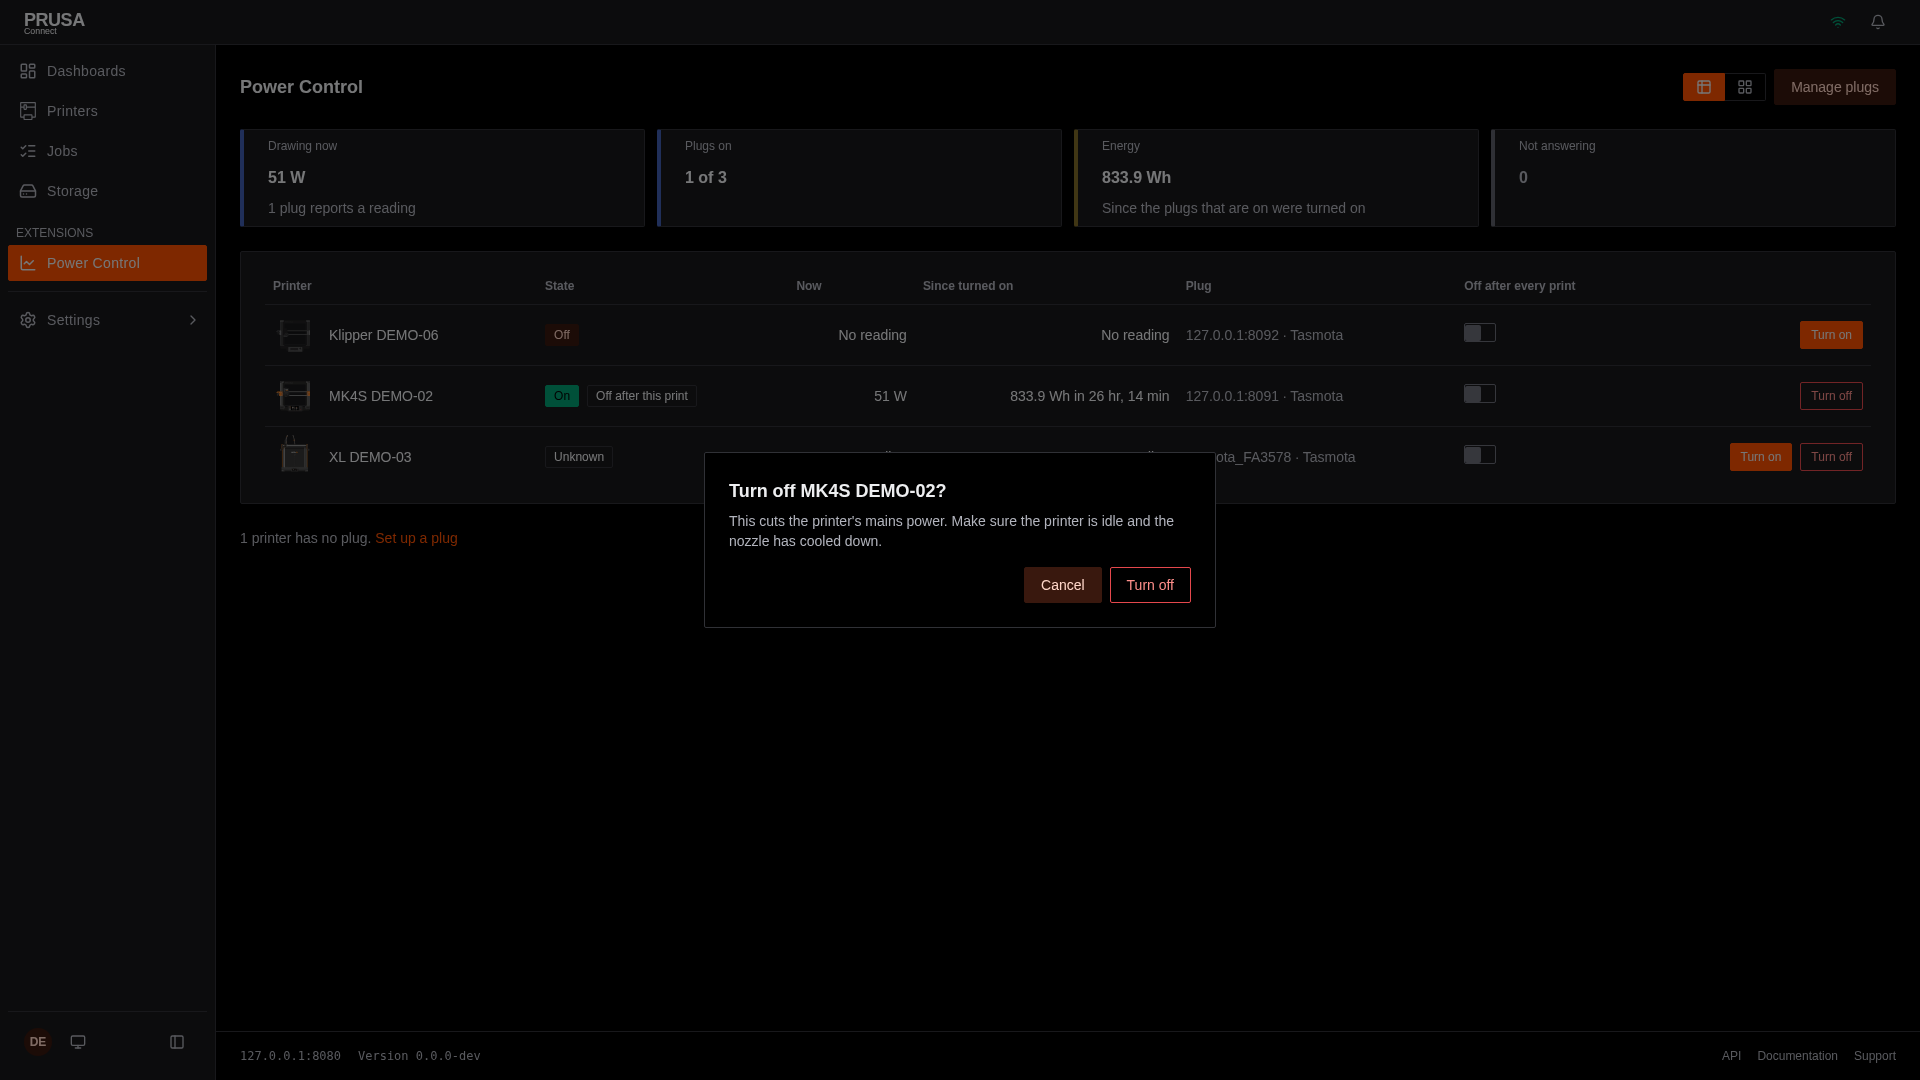 PRUSA
Connect
Dashboards
Printers
Jobs
Storage
EXTENSIONS
Power Control
Settings
Power Control
Manage plugs
Drawing now
51 W
1 plug reports a reading
Plugs on
1 of 3
Energy
833.9 Wh
Since the plugs that are on were turned on
Not answering
0
Printer State Now Since turned on Plug Off after every print
Klipper DEMO-06 Off No reading No reading 127.0.0.1:8092 · Tasmota Turn on
MK4S DEMO-02 On Off after this print 51 W 833.9 Wh in 26 hr, 14 min 127.0.0.1:8091 · Tasmota Turn off
XL DEMO-03 Unknown ota_FA3578 · Tasmota Turn on Turn off
1 printer has no plug. Set up a plug
Turn off MK4S DEMO-02?
This cuts the printer's mains power. Make sure the printer is idle and the
nozzle has cooled down.
Cancel Turn off
DE
127.0.0.1:8080 Version 0.0.0-dev
API Documentation Support